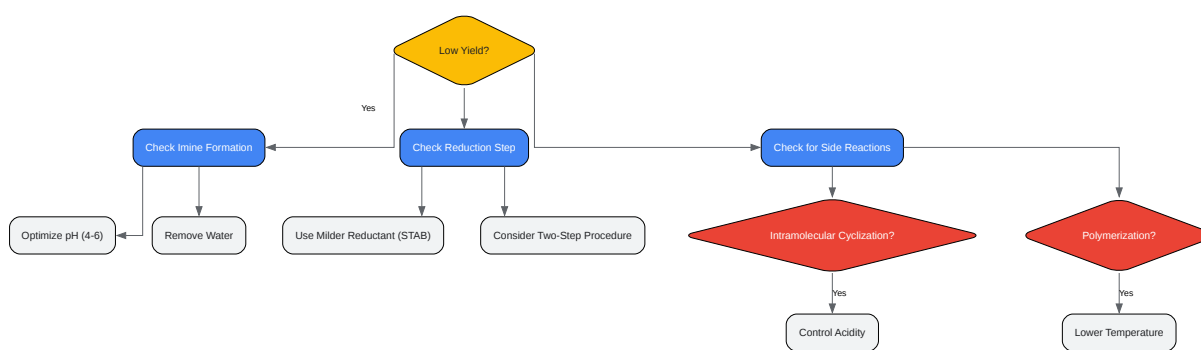 Low Yield?
Yes
Check Imine Formation
Check Reduction Step
Check for Side Reactions
Optimize pH (4-6)
Remove Water
Use Milder Reductant (STAB)
Consider Two-Step Procedure
Intramolecular Cyclization?
Polymerization?
Yes
Yes
Control Acidity
Lower Temperature